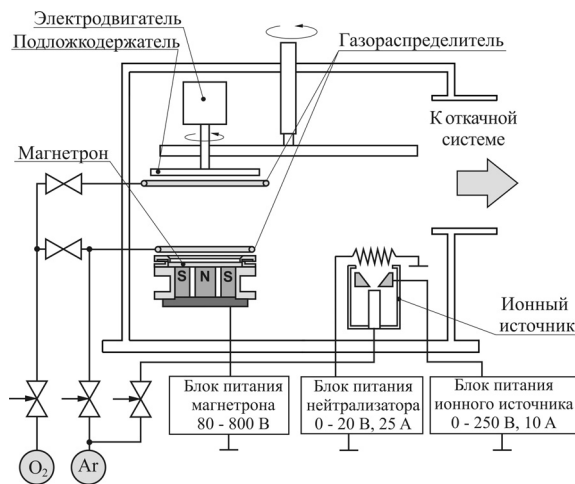 Электродвигатель
Подложкодержатель
Газораспределитель
К откачной
системе
Магнетрон
S N S
Ионный
источник
Блок питания
магнетрона
80 - 800 В
Блок питания
нейтрализатора
0 - 20 В, 25 А
Блок питания
ионного источника
0 - 250 В, 10 А
O₂
Ar